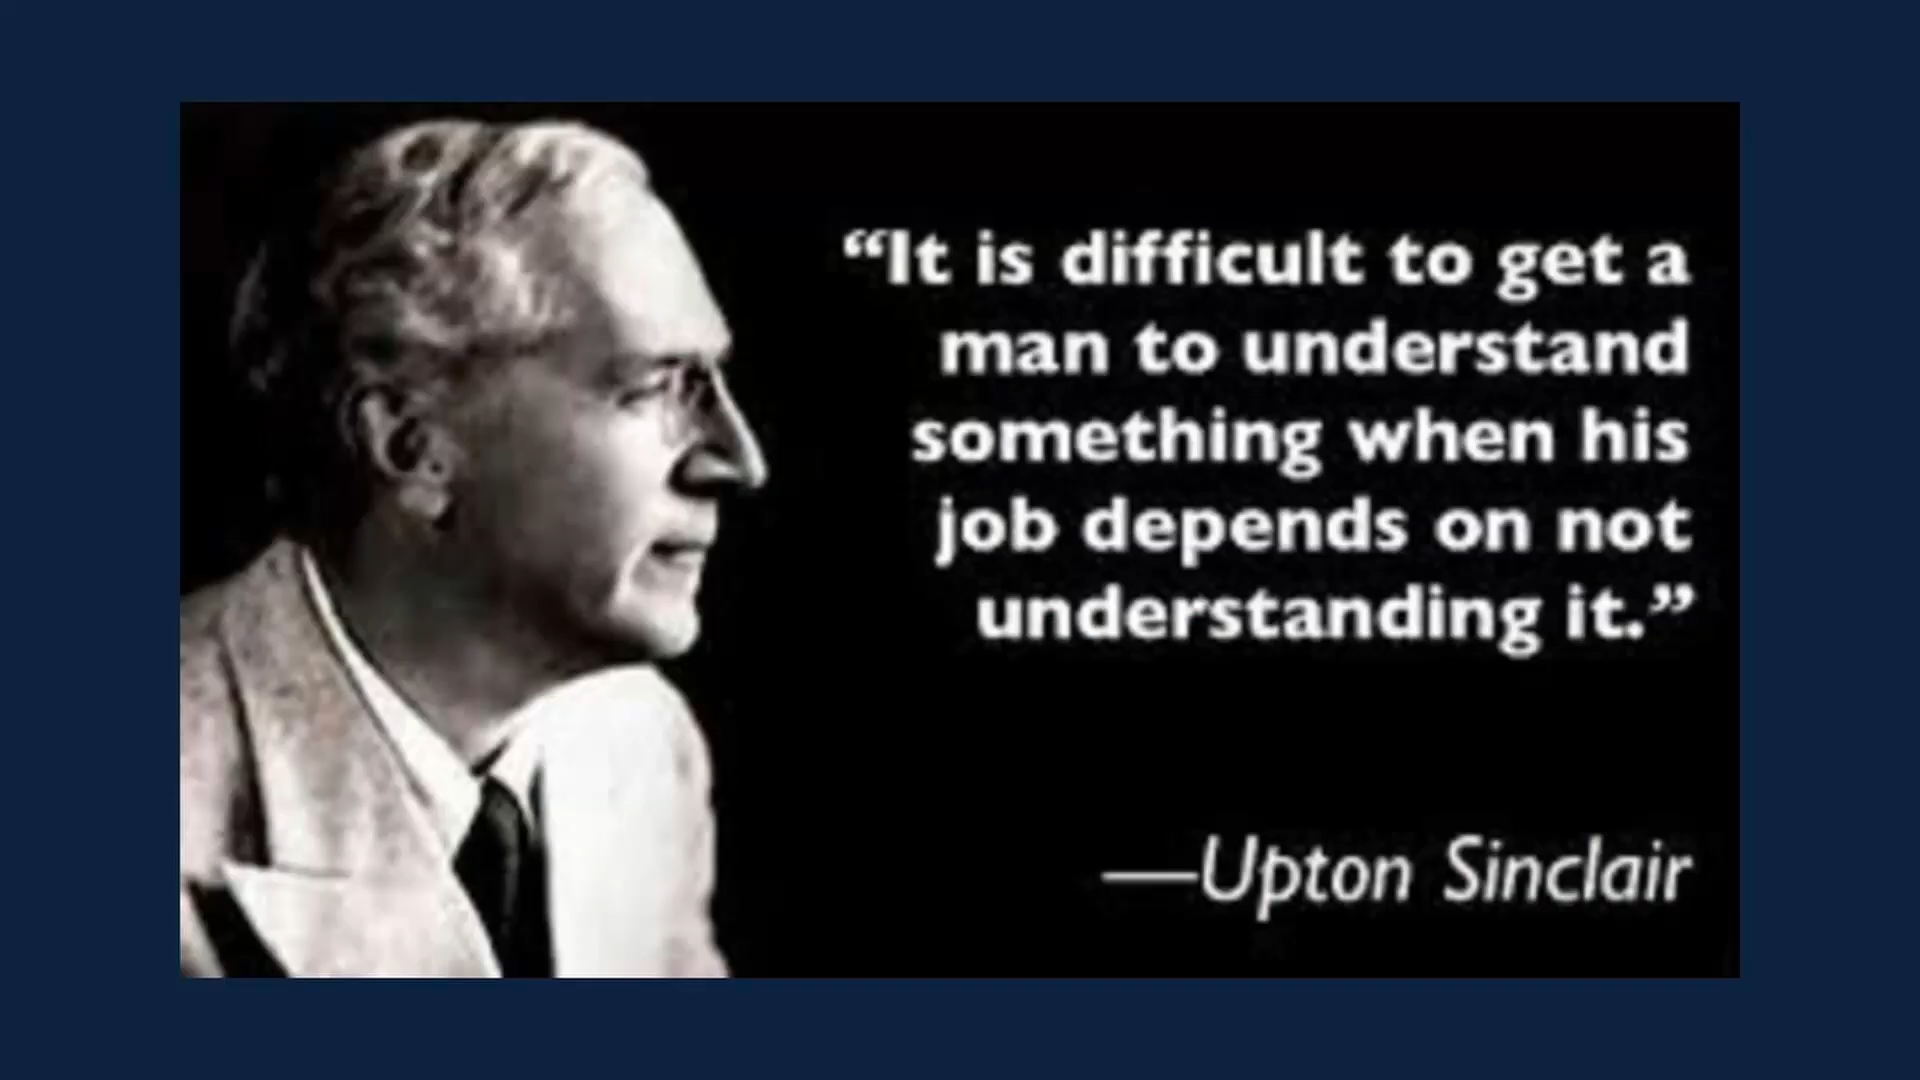 “It is difficult to get a
man to understand
something when his
job depends on not
understanding it.”
—Upton Sinclair